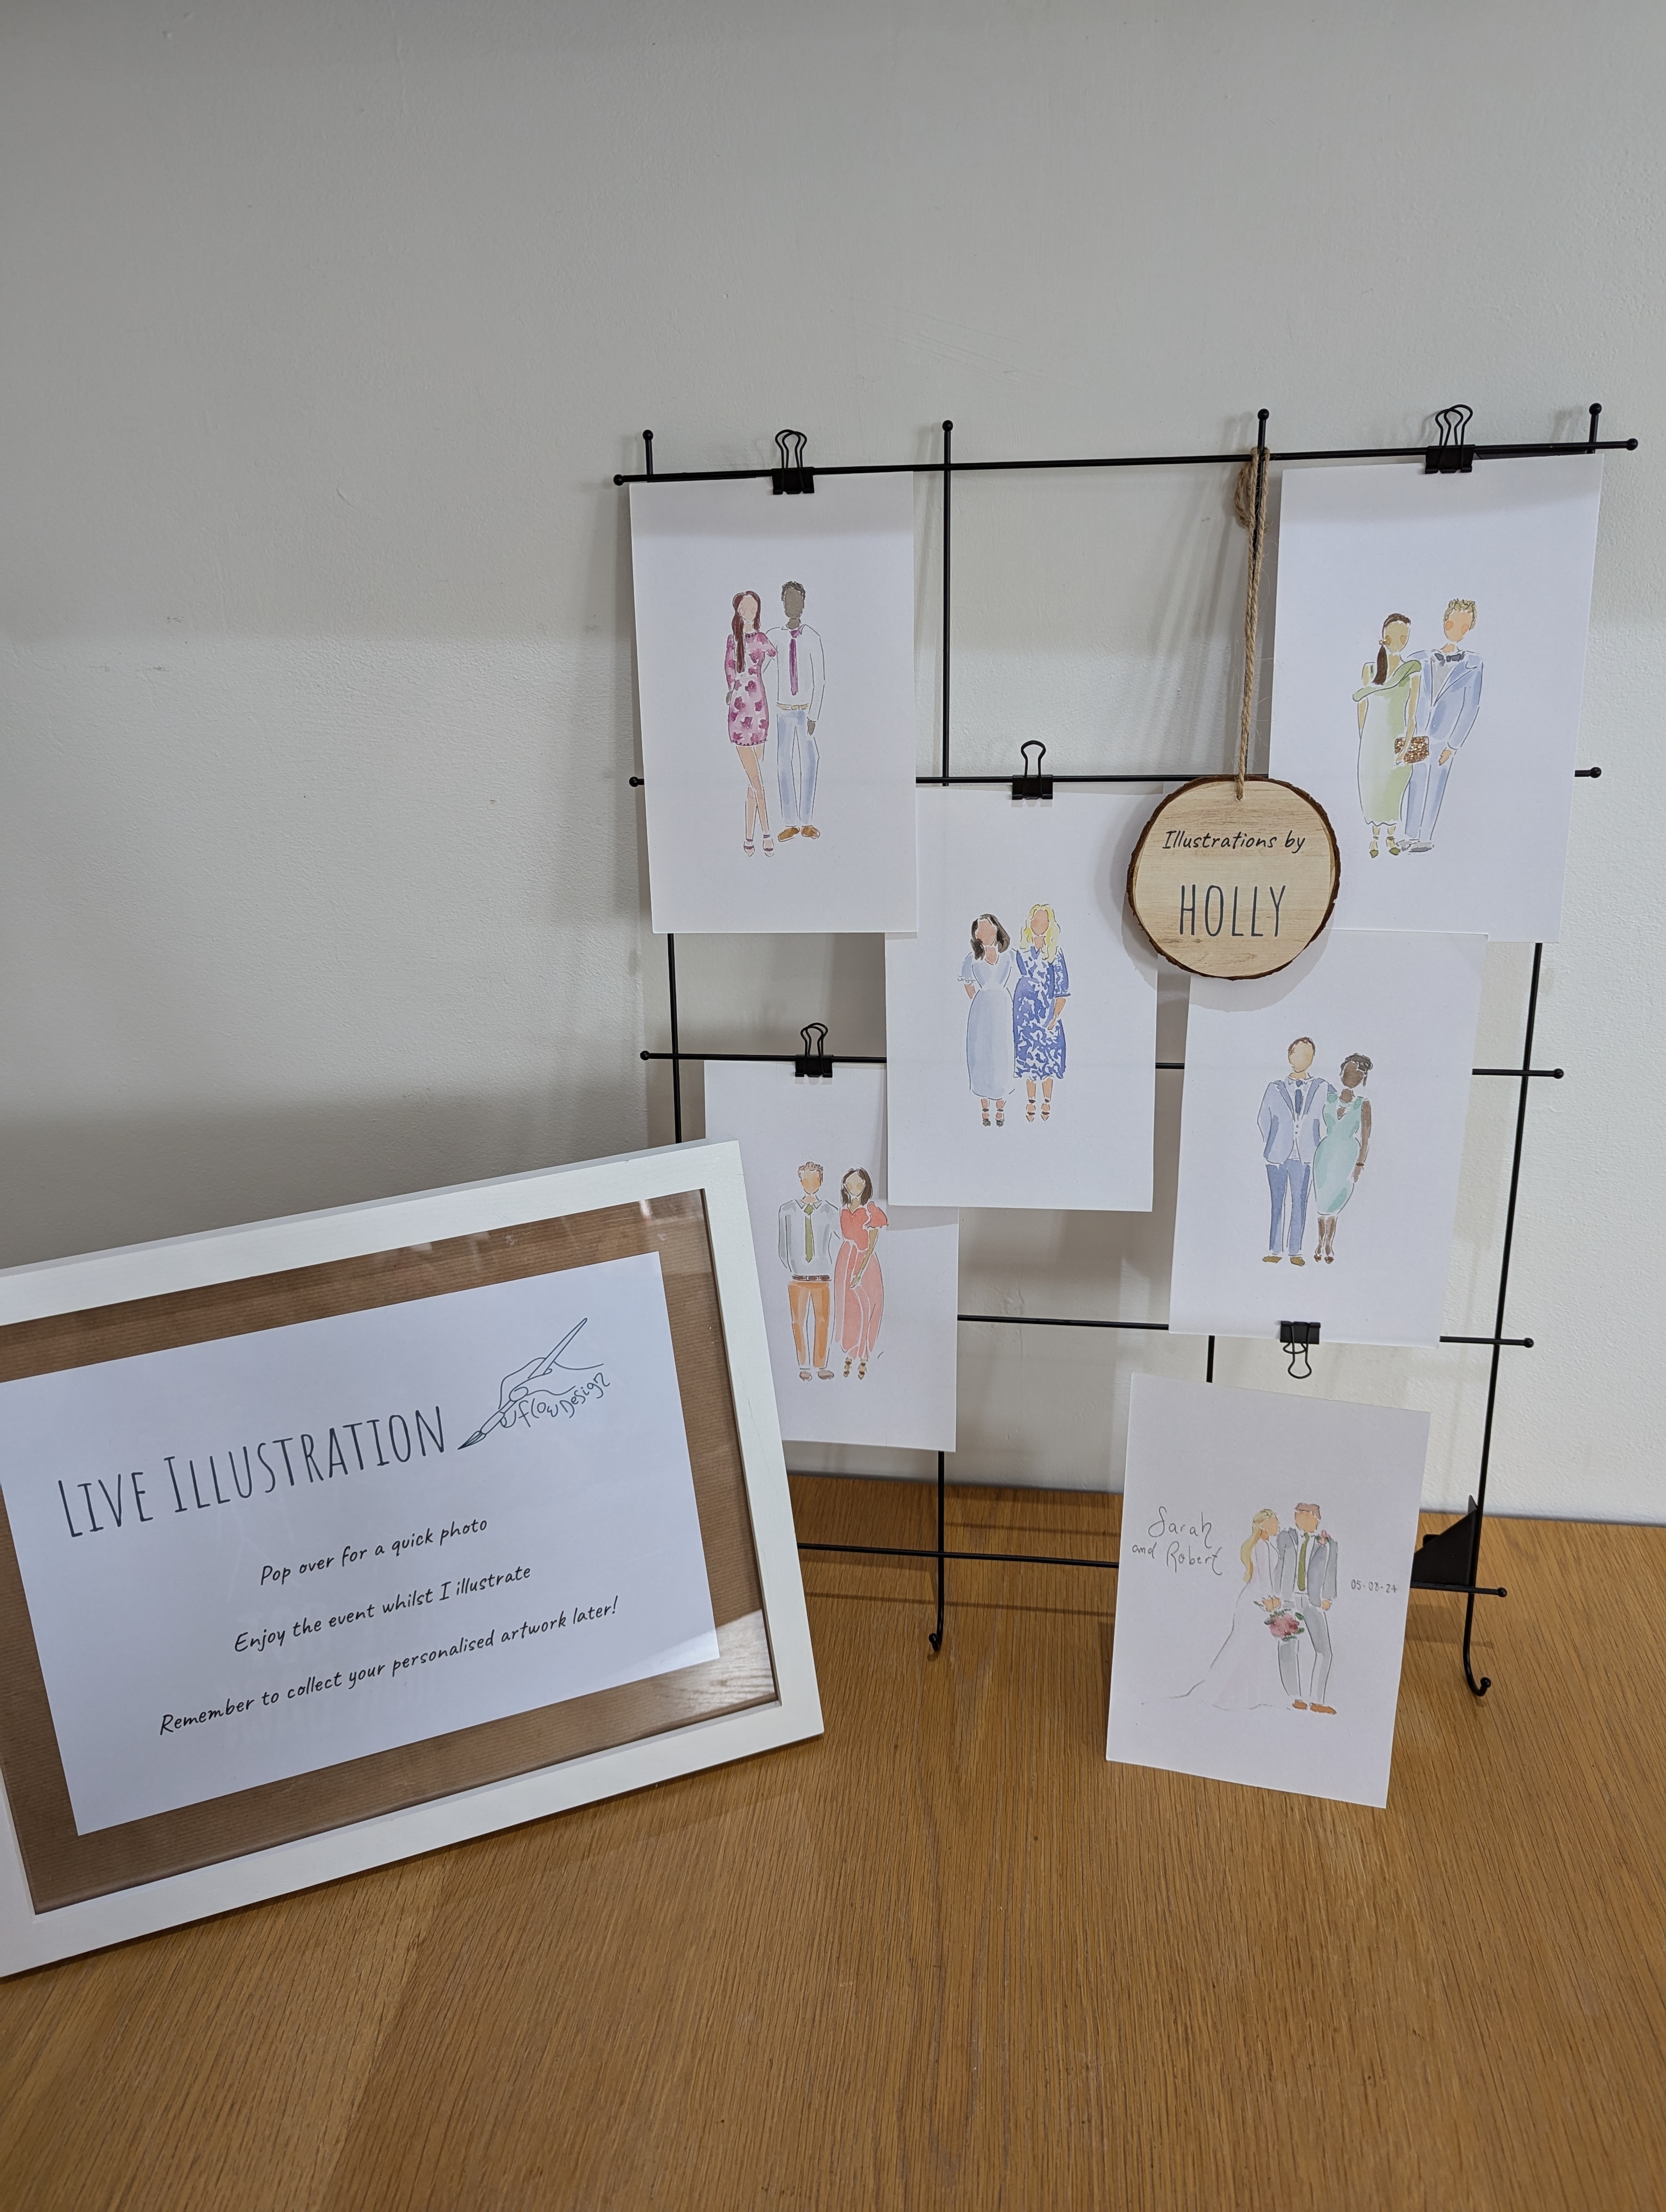 LIVE ILLUSTRATION
flowDesign
Pop over for a quick photo
Enjoy the event whilst I illustrate
Remember to collect your personalised artwork later!
Illustrations by
HOLLY
Sarah
and Robert
05-08-24